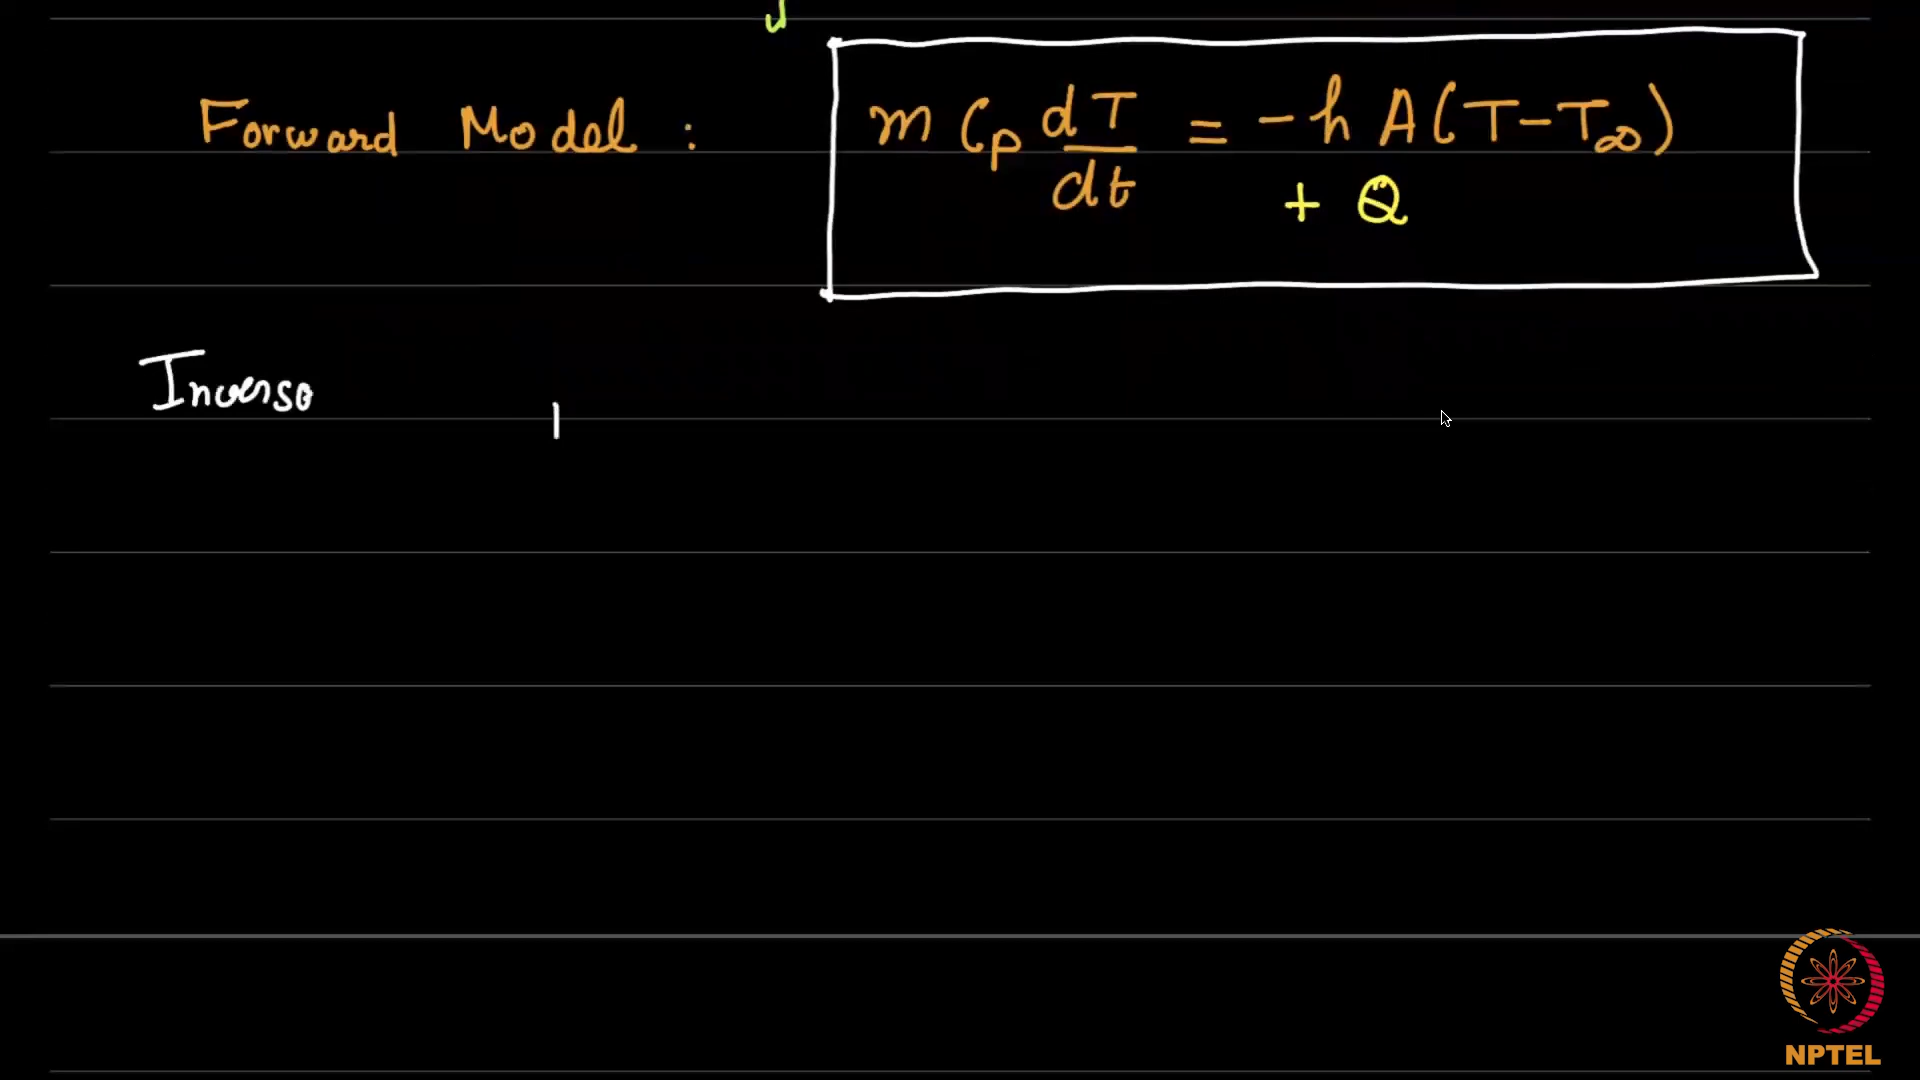 Forward Model : m Cp dT/dt = -h A(T-T∞)
+ Q
Inverse
NPTEL